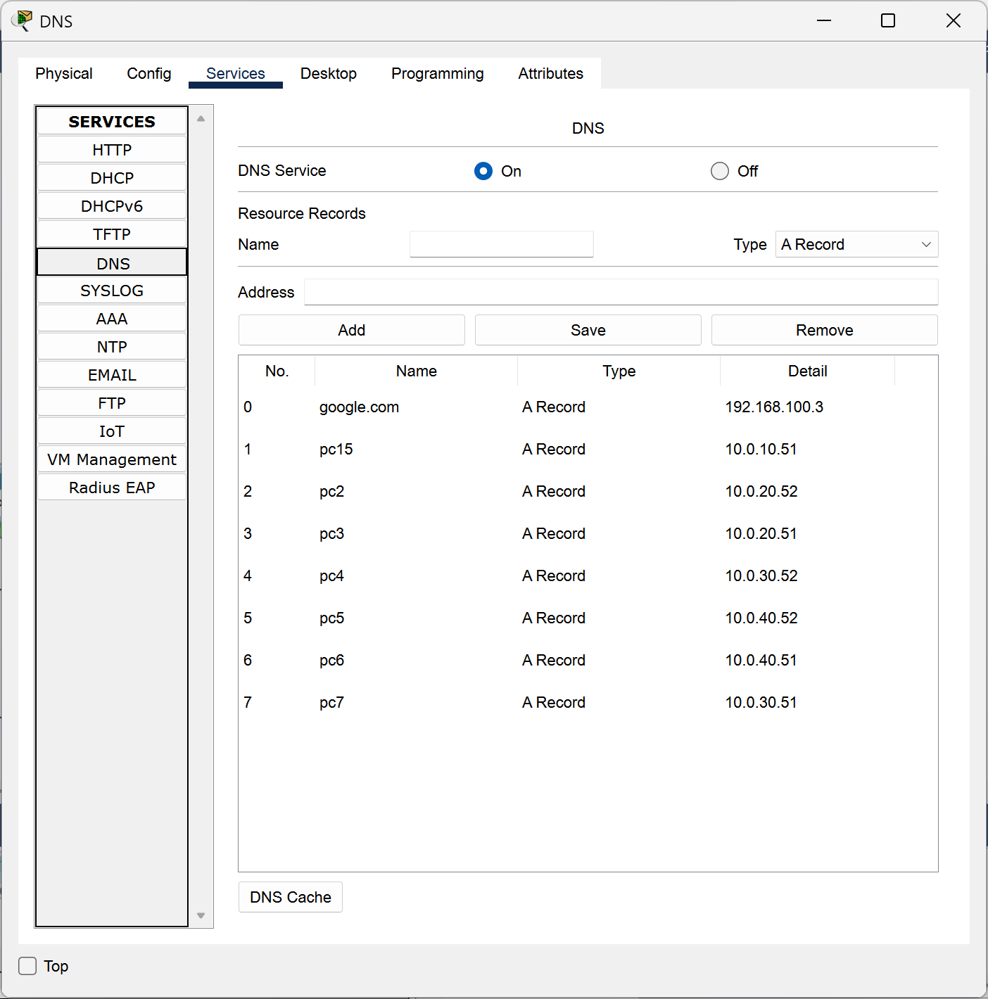 DNS
Physical Config Services Desktop Programming Attributes
SERVICES
HTTP
DHCP
DHCPv6
TFTP
DNS
SYSLOG
AAA
NTP
EMAIL
FTP
IoT
VM Management
Radius EAP
DNS
DNS Service On Off
Resource Records
Name Type A Record
Address
Add Save Remove
No. Name Type Detail
0 google.com A Record 192.168.100.3
1 pc15 A Record 10.0.10.51
2 pc2 A Record 10.0.20.52
3 pc3 A Record 10.0.20.51
4 pc4 A Record 10.0.30.52
5 pc5 A Record 10.0.40.52
6 pc6 A Record 10.0.40.51
7 pc7 A Record 10.0.30.51
DNS Cache
Top